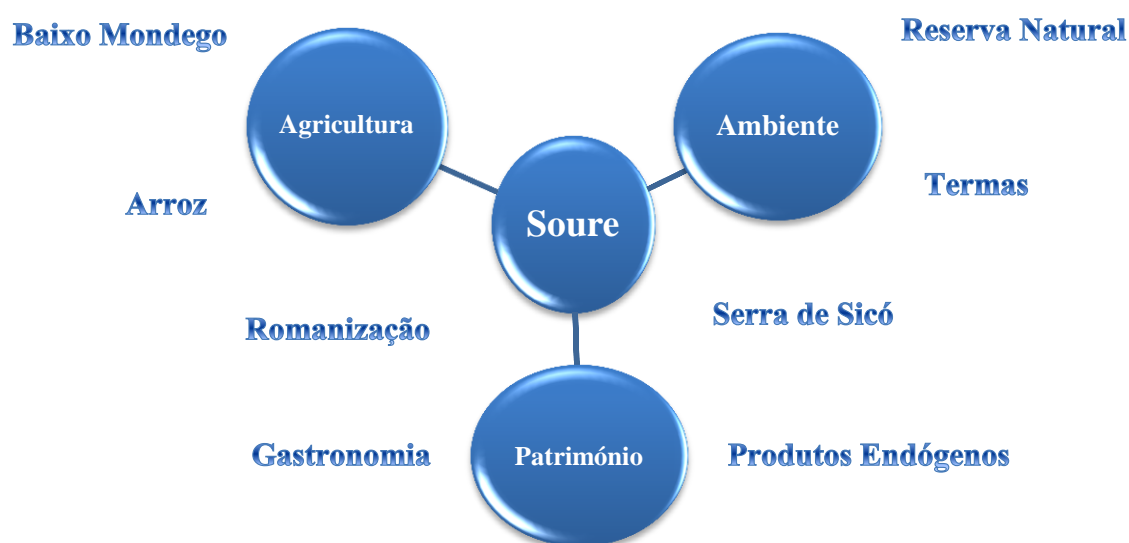 Baixo Mondego
Reserva Natural
Agricultura
Ambiente
Termas
Arroz
Soure
Serra de Sicó
Romanização
Gastronomia
Património
Produtos Endógenos